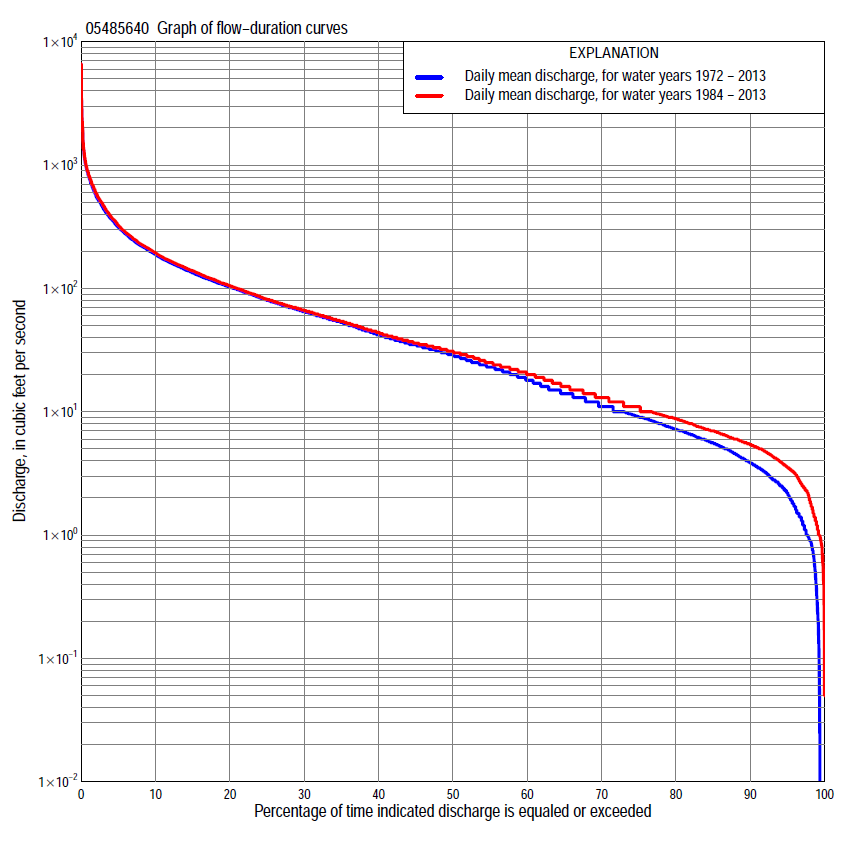 05485640 Graph of flow−duration curves
EXPLANATION
Daily mean discharge, for water years 1972 − 2013
Daily mean discharge, for water years 1984 − 2013
Discharge, in cubic feet per second
1×10⁴
1×10³
1×10²
1×10¹
1×10⁰
1×10⁻¹
1×10⁻²
0 10 20 30 40 50 60 70 80 90 100
Percentage of time indicated discharge is equaled or exceeded